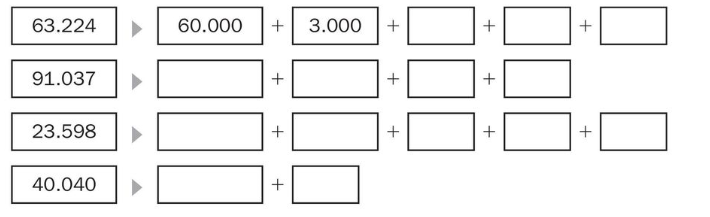 63.224 60.000 + 3.000 + + +
91.037 + + +
23.598 + + + +
40.040 +